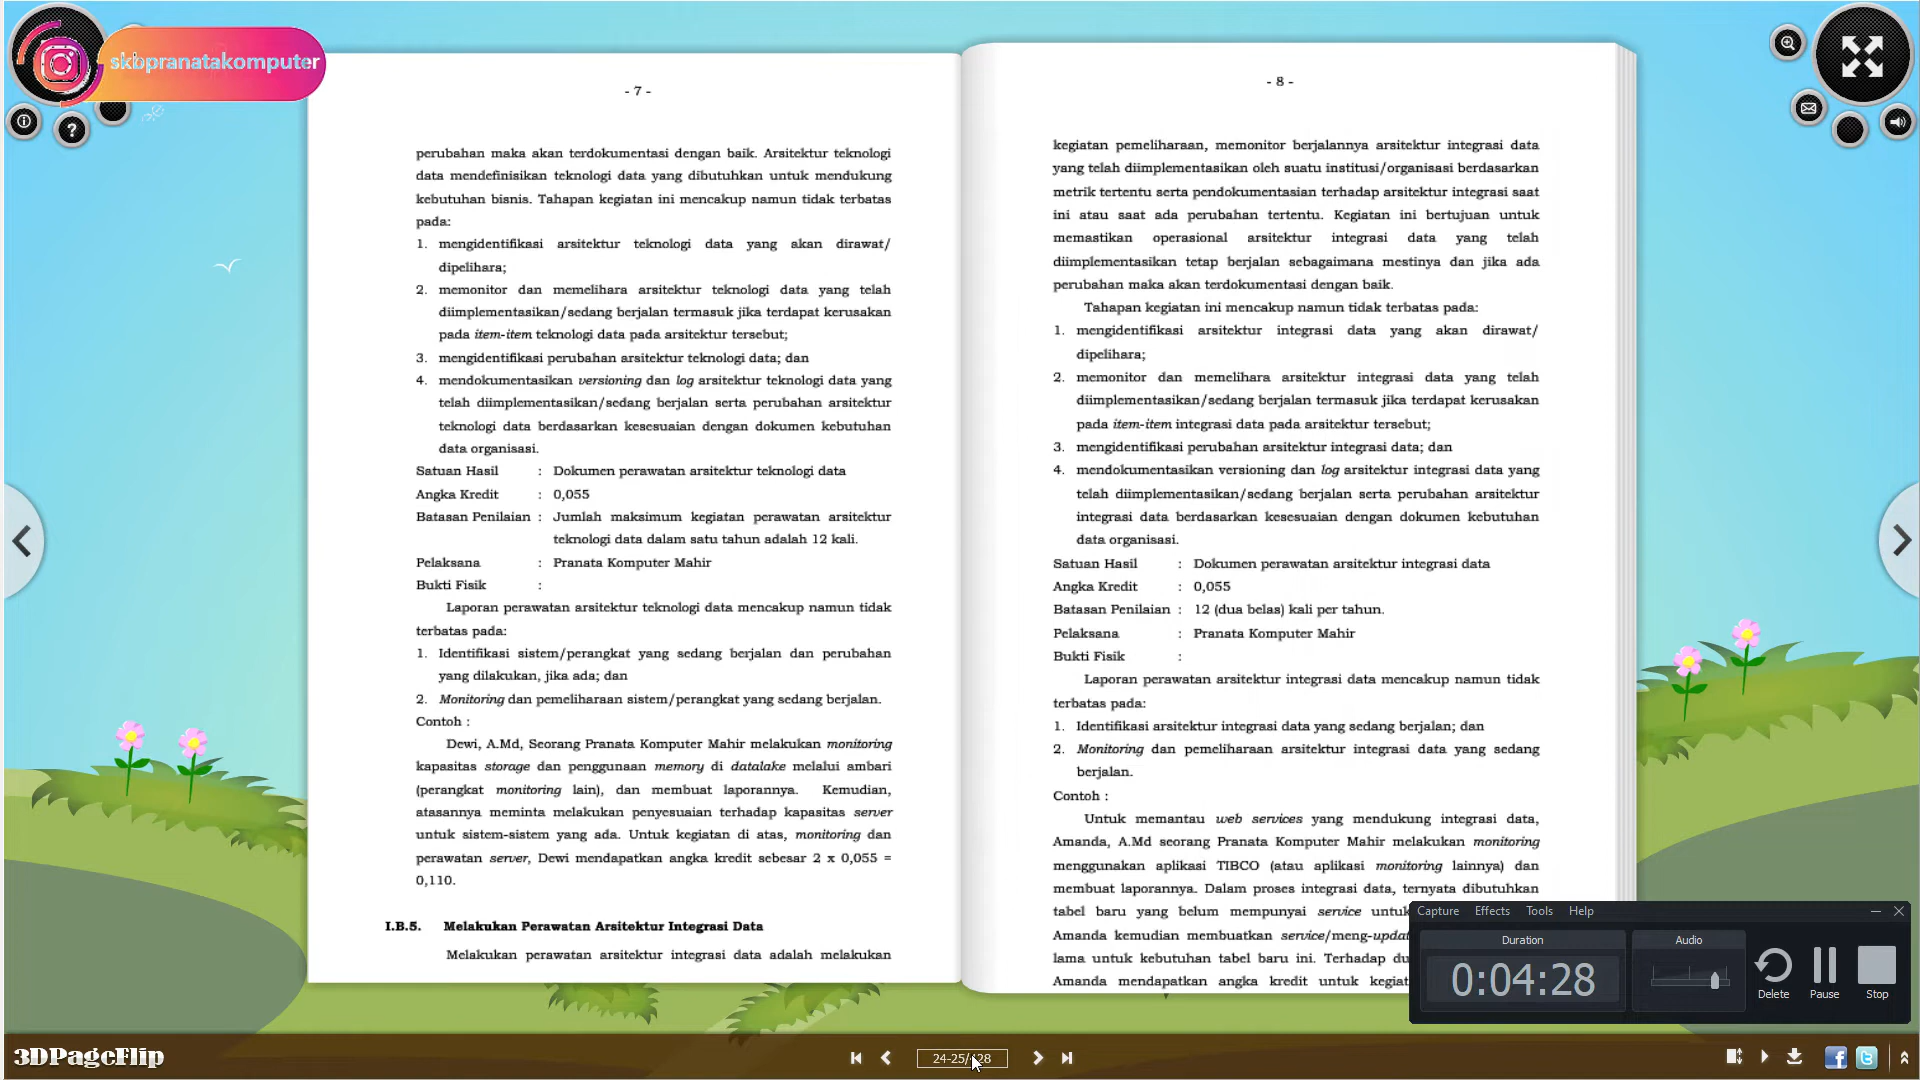 skbpranatakomputer
- 7 -
perubahan maka akan terdokumentasi dengan baik. Arsitektur teknologi
data mendefinisikan teknologi data yang dibutuhkan untuk mendukung
kebutuhan bisnis. Tahapan kegiatan ini mencakup namun tidak terbatas
pada:
1. mengidentifikasi arsitektur teknologi data yang akan dirawat/
dipelihara;
2. memonitor dan memelihara arsitektur teknologi data yang telah
diimplementasikan/sedang berjalan termasuk jika terdapat kerusakan
pada item-item teknologi data pada arsitektur tersebut;
3. mengidentifikasi perubahan arsitektur teknologi data; dan
4. mendokumentasikan versioning dan log arsitektur teknologi data yang
telah diimplementasikan/sedang berjalan serta perubahan arsitektur
teknologi data berdasarkan kesesuaian dengan dokumen kebutuhan
data organisasi.
Satuan Hasil : Dokumen perawatan arsitektur teknologi data
Angka Kredit : 0,055
Batasan Penilaian : Jumlah maksimum kegiatan perawatan arsitektur
teknologi data dalam satu tahun adalah 12 kali.
Pelaksana : Pranata Komputer Mahir
Bukti Fisik :
Laporan perawatan arsitektur teknologi data mencakup namun tidak
terbatas pada:
1. Identifikasi sistem/perangkat yang sedang berjalan dan perubahan
yang dilakukan, jika ada; dan
2. Monitoring dan pemeliharaan sistem/perangkat yang sedang berjalan.
Contoh :
Dewi, A.Md, Seorang Pranata Komputer Mahir melakukan monitoring
kapasitas storage dan penggunaan memory di datalake melalui ambari
(perangkat monitoring lain), dan membuat laporannya. Kemudian,
atasannya meminta melakukan penyesuaian terhadap kapasitas server
untuk sistem-sistem yang ada. Untuk kegiatan di atas, monitoring dan
perawatan server, Dewi mendapatkan angka kredit sebesar 2 x 0,055 =
0,110.
I.B.5. Melakukan Perawatan Arsitektur Integrasi Data
Melakukan perawatan arsitektur integrasi data adalah melakukan
- 8 -
kegiatan pemeliharaan, memonitor berjalannya arsitektur integrasi data
yang telah diimplementasikan oleh suatu institusi/organisasi berdasarkan
metrik tertentu serta pendokumentasian terhadap arsitektur integrasi saat
ini atau saat ada perubahan tertentu. Kegiatan ini bertujuan untuk
memastikan operasional arsitektur integrasi data yang telah
diimplementasikan tetap berjalan sebagaimana mestinya dan jika ada
perubahan maka akan terdokumentasi dengan baik.
Tahapan kegiatan ini mencakup namun tidak terbatas pada:
1. mengidentifikasi arsitektur integrasi data yang akan dirawat/
dipelihara;
2. memonitor dan memelihara arsitektur integrasi data yang telah
diimplementasikan/sedang berjalan termasuk jika terdapat kerusakan
pada item-item integrasi data pada arsitektur tersebut;
3. mengidentifikasi perubahan arsitektur integrasi data; dan
4. mendokumentasikan versioning dan log arsitektur integrasi data yang
telah diimplementasikan/sedang berjalan serta perubahan arsitektur
integrasi data berdasarkan kesesuaian dengan dokumen kebutuhan
data organisasi.
Satuan Hasil : Dokumen perawatan arsitektur integrasi data
Angka Kredit : 0,055
Batasan Penilaian : 12 (dua belas) kali per tahun.
Pelaksana : Pranata Komputer Mahir
Bukti Fisik :
Laporan perawatan arsitektur integrasi data mencakup namun tidak
terbatas pada:
1. Identifikasi arsitektur integrasi data yang sedang berjalan; dan
2. Monitoring dan pemeliharaan arsitektur integrasi data yang sedang
berjalan.
Contoh :
Untuk memantau web services yang mendukung integrasi data,
Amanda, A.Md seorang Pranata Komputer Mahir melakukan monitoring
menggunakan aplikasi TIBCO (atau aplikasi monitoring lainnya) dan
membuat laporannya. Dalam proses integrasi data, ternyata dibutuhkan
tabel baru yang belum mempunyai service untuk
Amanda kemudian membuatkan service/meng-updat
lama untuk kebutuhan tabel baru ini. Terhadap du
Amanda mendapatkan angka kredit untuk kegiat
Capture Effects Tools Help
Duration
0:04:28
Audio
Delete
Pause
Stop
3DPageFlip
24-25/ 28